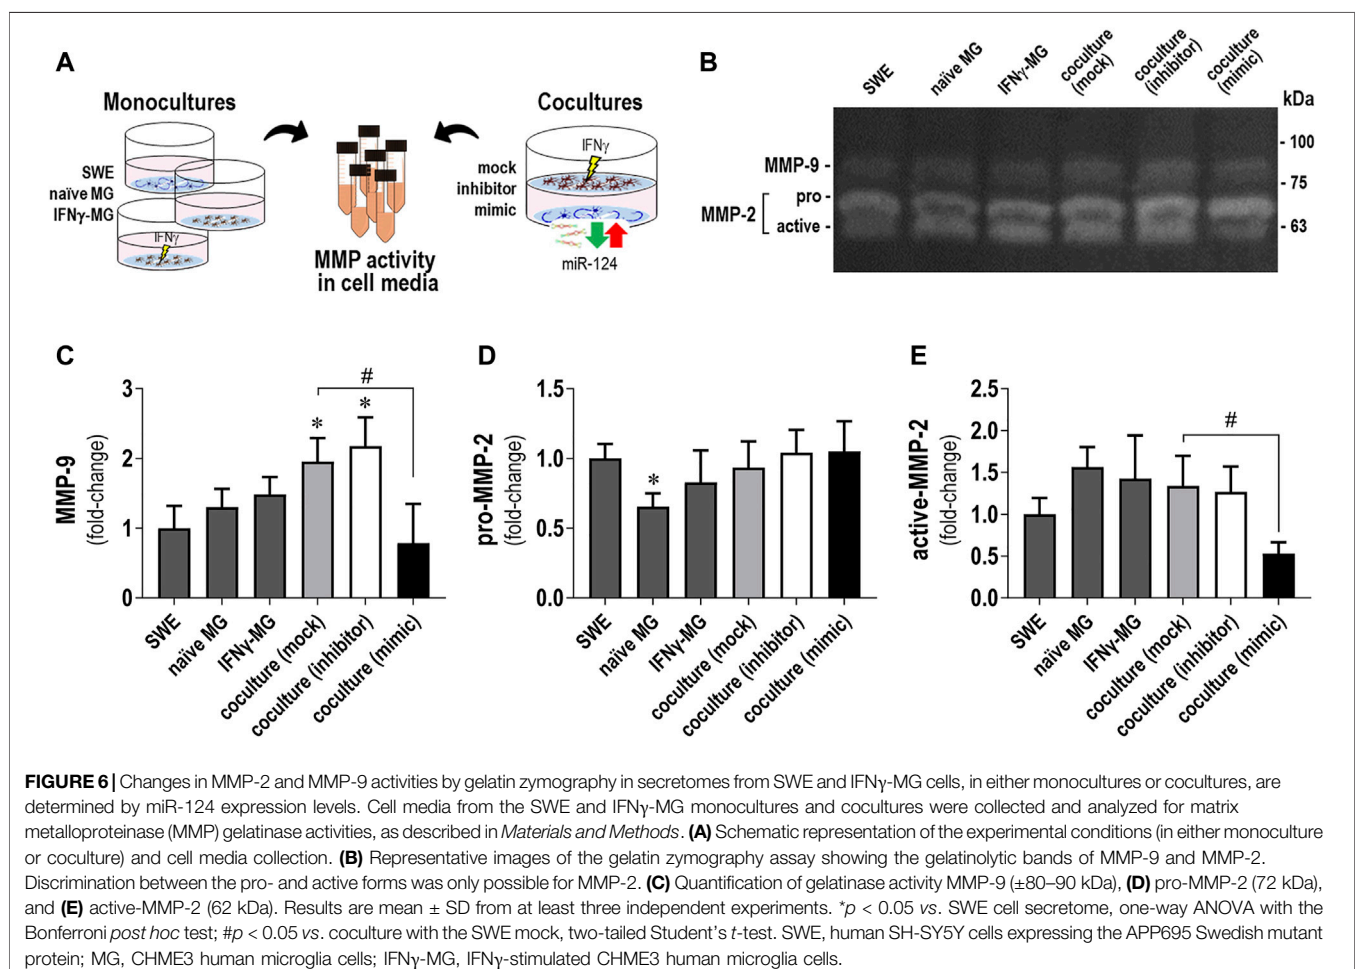 A
Monocultures
SWE
naïve MG
IFNγ-MG
IFNγ
MMP activity
in cell media
Cocultures
IFNγ
mock
inhibitor
mimic
miR-124
B
SWE
naïve MG
IFNγ-MG
coculture
(mock)
coculture
(inhibitor)
coculture
(mimic)
kDa
- 100
- 75
- 63
MMP-9 -
MMP-2
pro -
active -
C
MMP-9
(fold-change)
3
2
1
0
*
*
#
SWE
naïve MG
IFNγ-MG
coculture (mock)
coculture (inhibitor)
coculture (mimic)
D
pro-MMP-2
(fold-change)
1.5
1.0
0.5
0.0
*
SWE
naïve MG
IFNγ-MG
coculture (mock)
coculture (inhibitor)
coculture (mimic)
E
active-MMP-2
(fold-change)
2.5
2.0
1.5
1.0
0.5
0.0
#
SWE
naïve MG
IFNγ-MG
coculture (mock)
coculture (inhibitor)
coculture (mimic)
FIGURE 6 | Changes in MMP-2 and MMP-9 activities by gelatin zymography in secretomes from SWE and IFNγ-MG cells, in either monocultures or cocultures, are
determined by miR-124 expression levels. Cell media from the SWE and IFNγ-MG monocultures and cocultures were collected and analyzed for matrix
metalloproteinase (MMP) gelatinase activities, as described in Materials and Methods. (A) Schematic representation of the experimental conditions (in either monoculture
or coculture) and cell media collection. (B) Representative images of the gelatin zymography assay showing the gelatinolytic bands of MMP-9 and MMP-2.
Discrimination between the pro- and active forms was only possible for MMP-2. (C) Quantification of gelatinase activity MMP-9 (±80–90 kDa), (D) pro-MMP-2 (72 kDa),
and (E) active-MMP-2 (62 kDa). Results are mean ± SD from at least three independent experiments. *p < 0.05 vs. SWE cell secretome, one-way ANOVA with the
Bonferroni post hoc test; #p < 0.05 vs. coculture with the SWE mock, two-tailed Student's t-test. SWE, human SH-SY5Y cells expressing the APP695 Swedish mutant
protein; MG, CHME3 human microglia cells; IFNγ-MG, IFNγ-stimulated CHME3 human microglia cells.